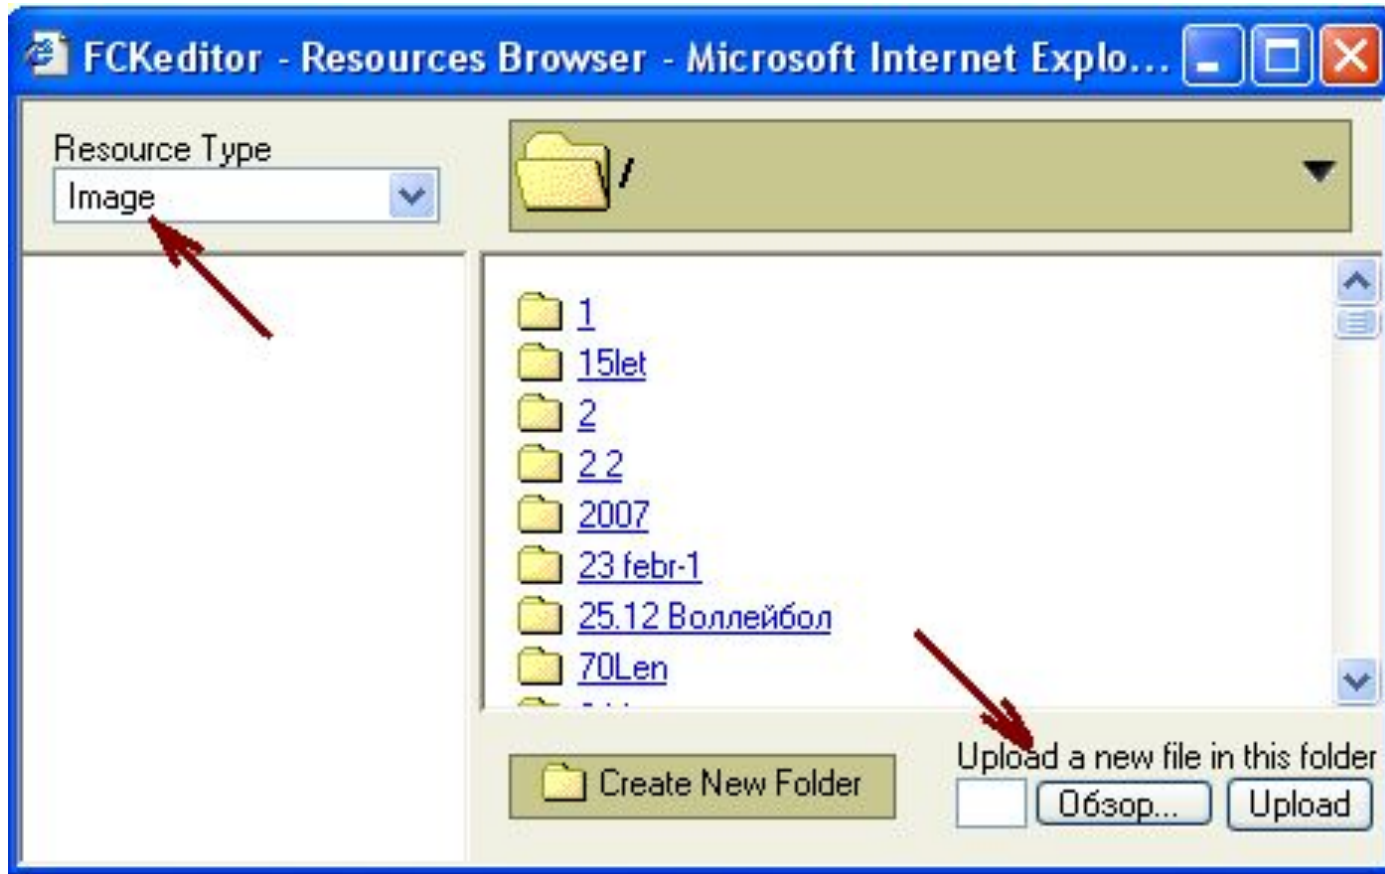 FCKeditor - Resources Browser - Microsoft Internet Explo...
Resource Type
Image
/
1
15let
2
2 2
2007
23 febr-1
25.12 Воллейбол
70Len
Create New Folder
Upload a new file in this folder
Обзор...
Upload